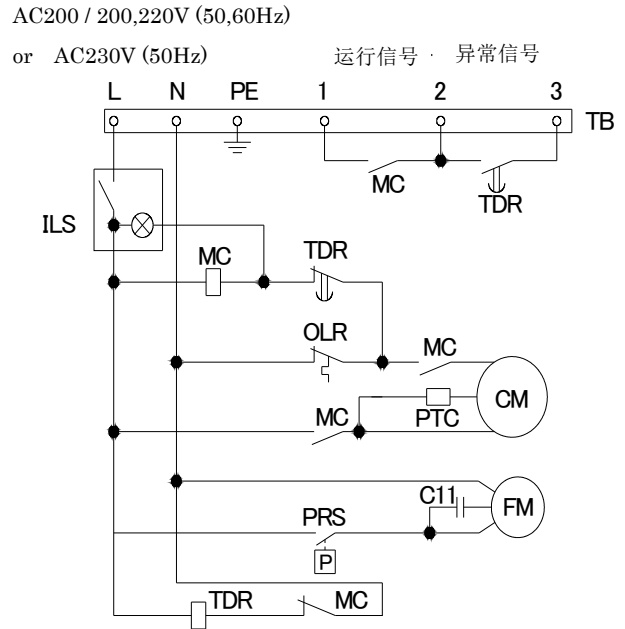 AC200 / 200,220V (50,60Hz)
or AC230V (50Hz) 运行信号 · 异常信号
L N PE 1 2 3
TB
MC
TDR
ILS
MC TDR
OLR
MC
CM
PTC
MC
C11
FM
PRS
P
TDR MC